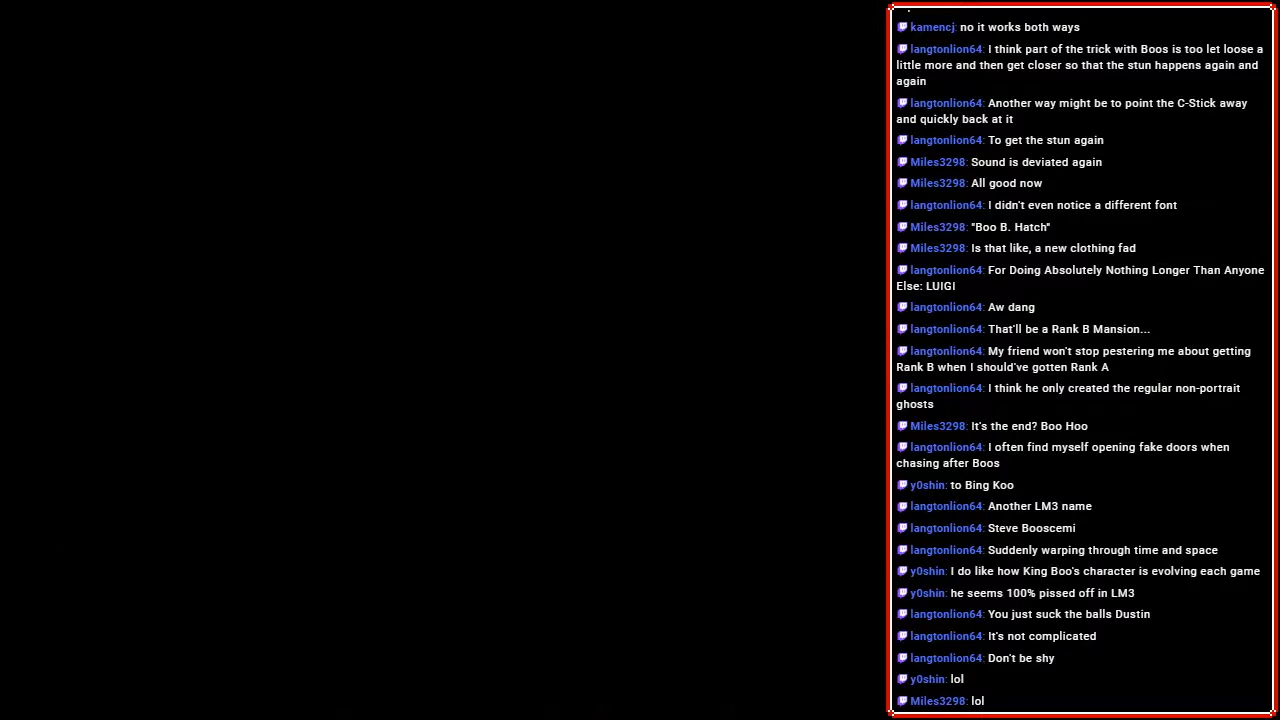 kamencj: no it works both ways
langtonlion64: I think part of the trick with Boos is too let loose a
little more and then get closer so that the stun happens again and
again
langtonlion64: Another way might be to point the C-Stick away
and quickly back at it
langtonlion64: To get the stun again
Miles3298: Sound is deviated again
Miles3298: All good now
langtonlion64: I didn't even notice a different font
Miles3298: "Boo B. Hatch"
Miles3298: Is that like, a new clothing fad
langtonlion64: For Doing Absolutely Nothing Longer Than Anyone
Else: LUIGI
langtonlion64: Aw dang
langtonlion64: That'll be a Rank B Mansion...
langtonlion64: My friend won't stop pestering me about getting
Rank B when I should've gotten Rank A
langtonlion64: I think he only created the regular non-portrait
ghosts
Miles3298: It's the end? Boo Hoo
langtonlion64: I often find myself opening fake doors when
chasing after Boos
y0shin: to Bing Koo
langtonlion64: Another LM3 name
langtonlion64: Steve Booscemi
langtonlion64: Suddenly warping through time and space
y0shin: I do like how King Boo's character is evolving each game
y0shin: he seems 100% pissed off in LM3
langtonlion64: You just suck the balls Dustin
langtonlion64: It's not complicated
langtonlion64: Don't be shy
y0shin: lol
Miles3298: lol